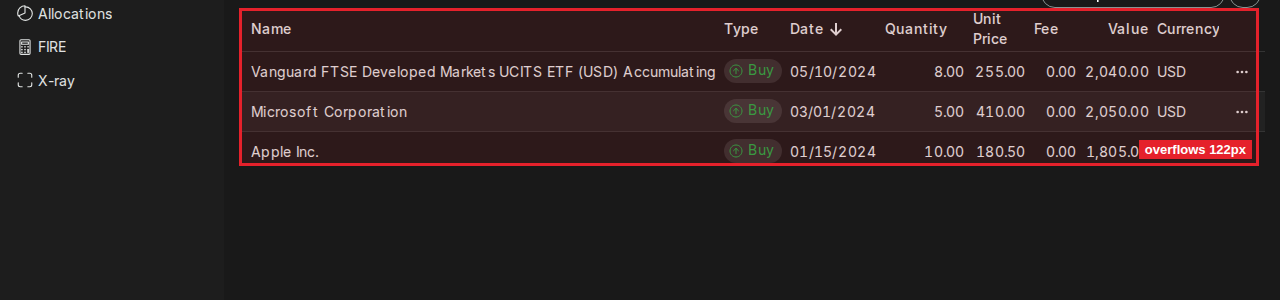 Allocations
FIRE
X-ray
Name Type Date Quantity Unit Price Fee Value Currency
Vanguard FTSE Developed Markets UCITS ETF (USD) Accumulating Buy 05/10/2024 8.00 255.00 0.00 2,040.00 USD ...
Microsoft Corporation Buy 03/01/2024 5.00 410.00 0.00 2,050.00 USD ...
Apple Inc. Buy 01/15/2024 10.00 180.50 0.00 1,805.0
overflows 122px